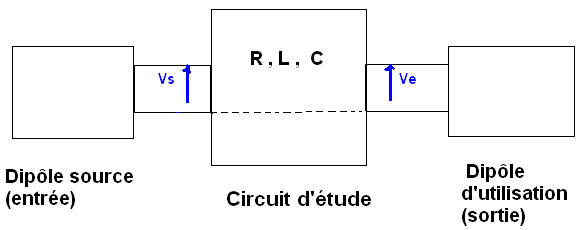 R , L , C
Vs
Ve
Dipôle source
(entrée)
Circuit d'étude
Dipôle
d'utilisation
(sortie)